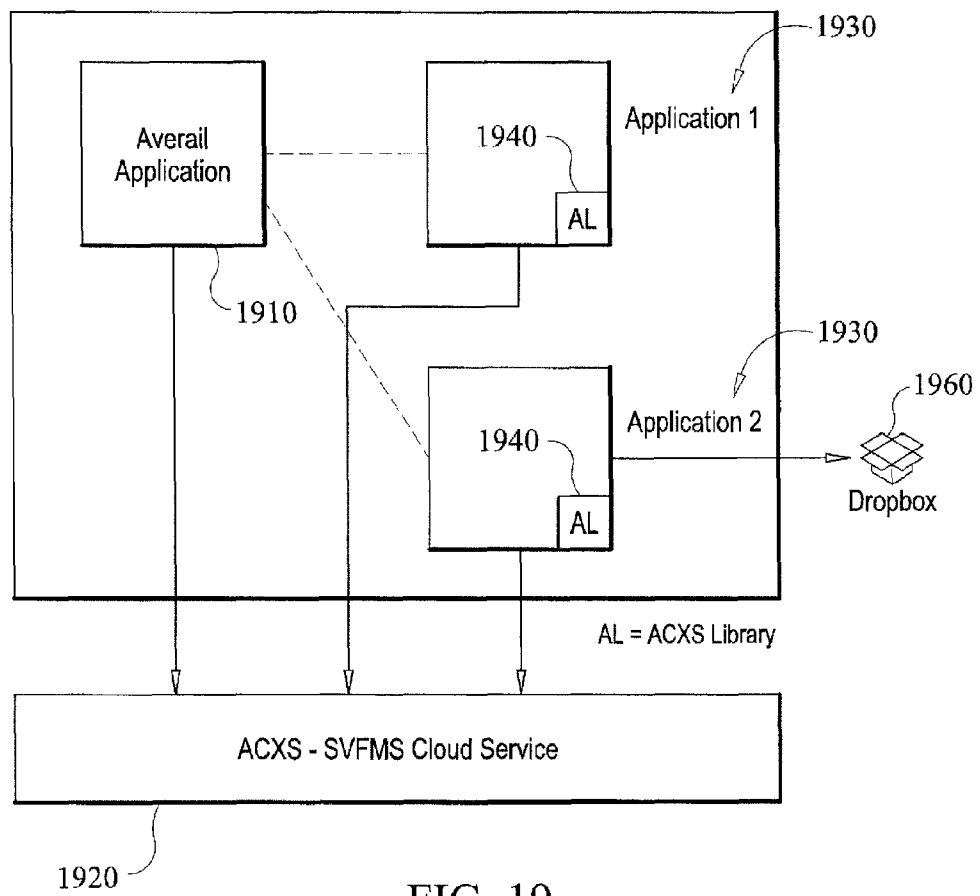 1930
Averail
Application
1940
Application 1
AL
1910
1930
1940
Application 2
1960
AL
Dropbox
AL = ACXS Library
ACXS - SVFMS Cloud Service
1920
FIG. 19